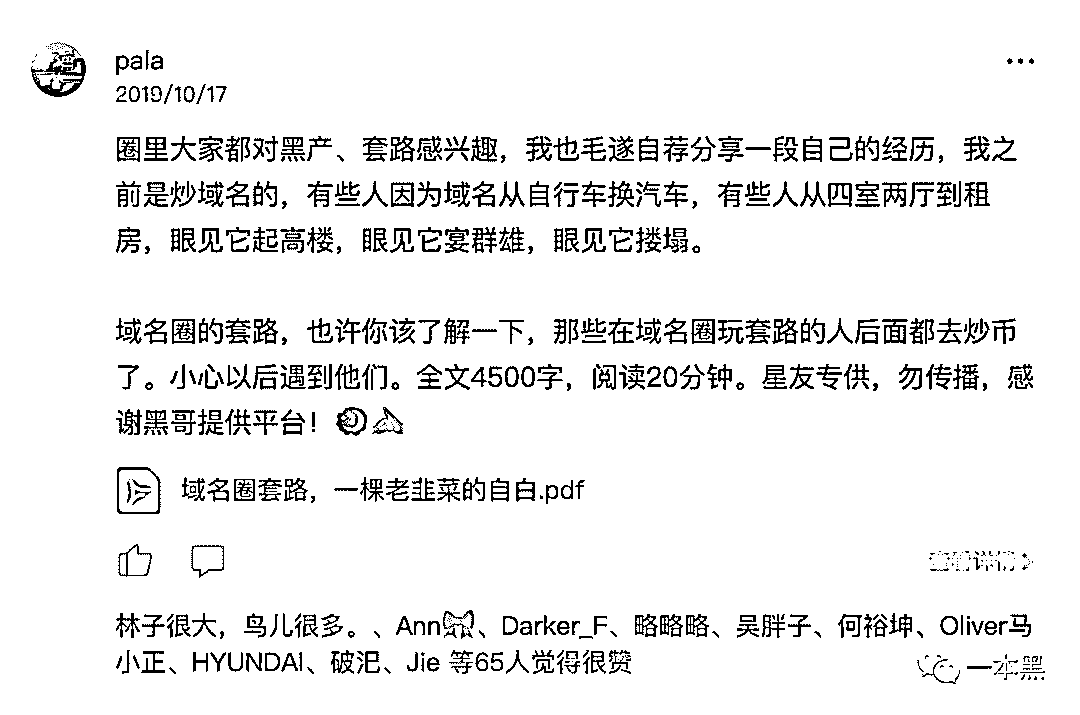 pala
2019/10/17
圈里大家都对黑产、套路感兴趣，我也毛遂自荐分享一段自己的经历，我之
前是炒域名的，有些人因为域名从自行车换汽车，有些人从四室两厅到租
房，眼见它起高楼，眼见它宴群雄，眼见它搂塌。
域名圈的套路，也许你该了解一下，那些在域名圈玩套路的人后面都去炒币
了。小心以后遇到他们。全文4500字，阅读20分钟。星友专供，勿传播，感
谢黑哥提供平台！
域名圈套路，一棵老韭菜的自白.pdf
查看详情
林子很大，鸟儿很多。、Ann🎀、Darker_F、略略略、吴胖子、何裕坤、Oliver马
小正、HYUNDAI、破汜、Jie 等65人觉得很赞
一本黑